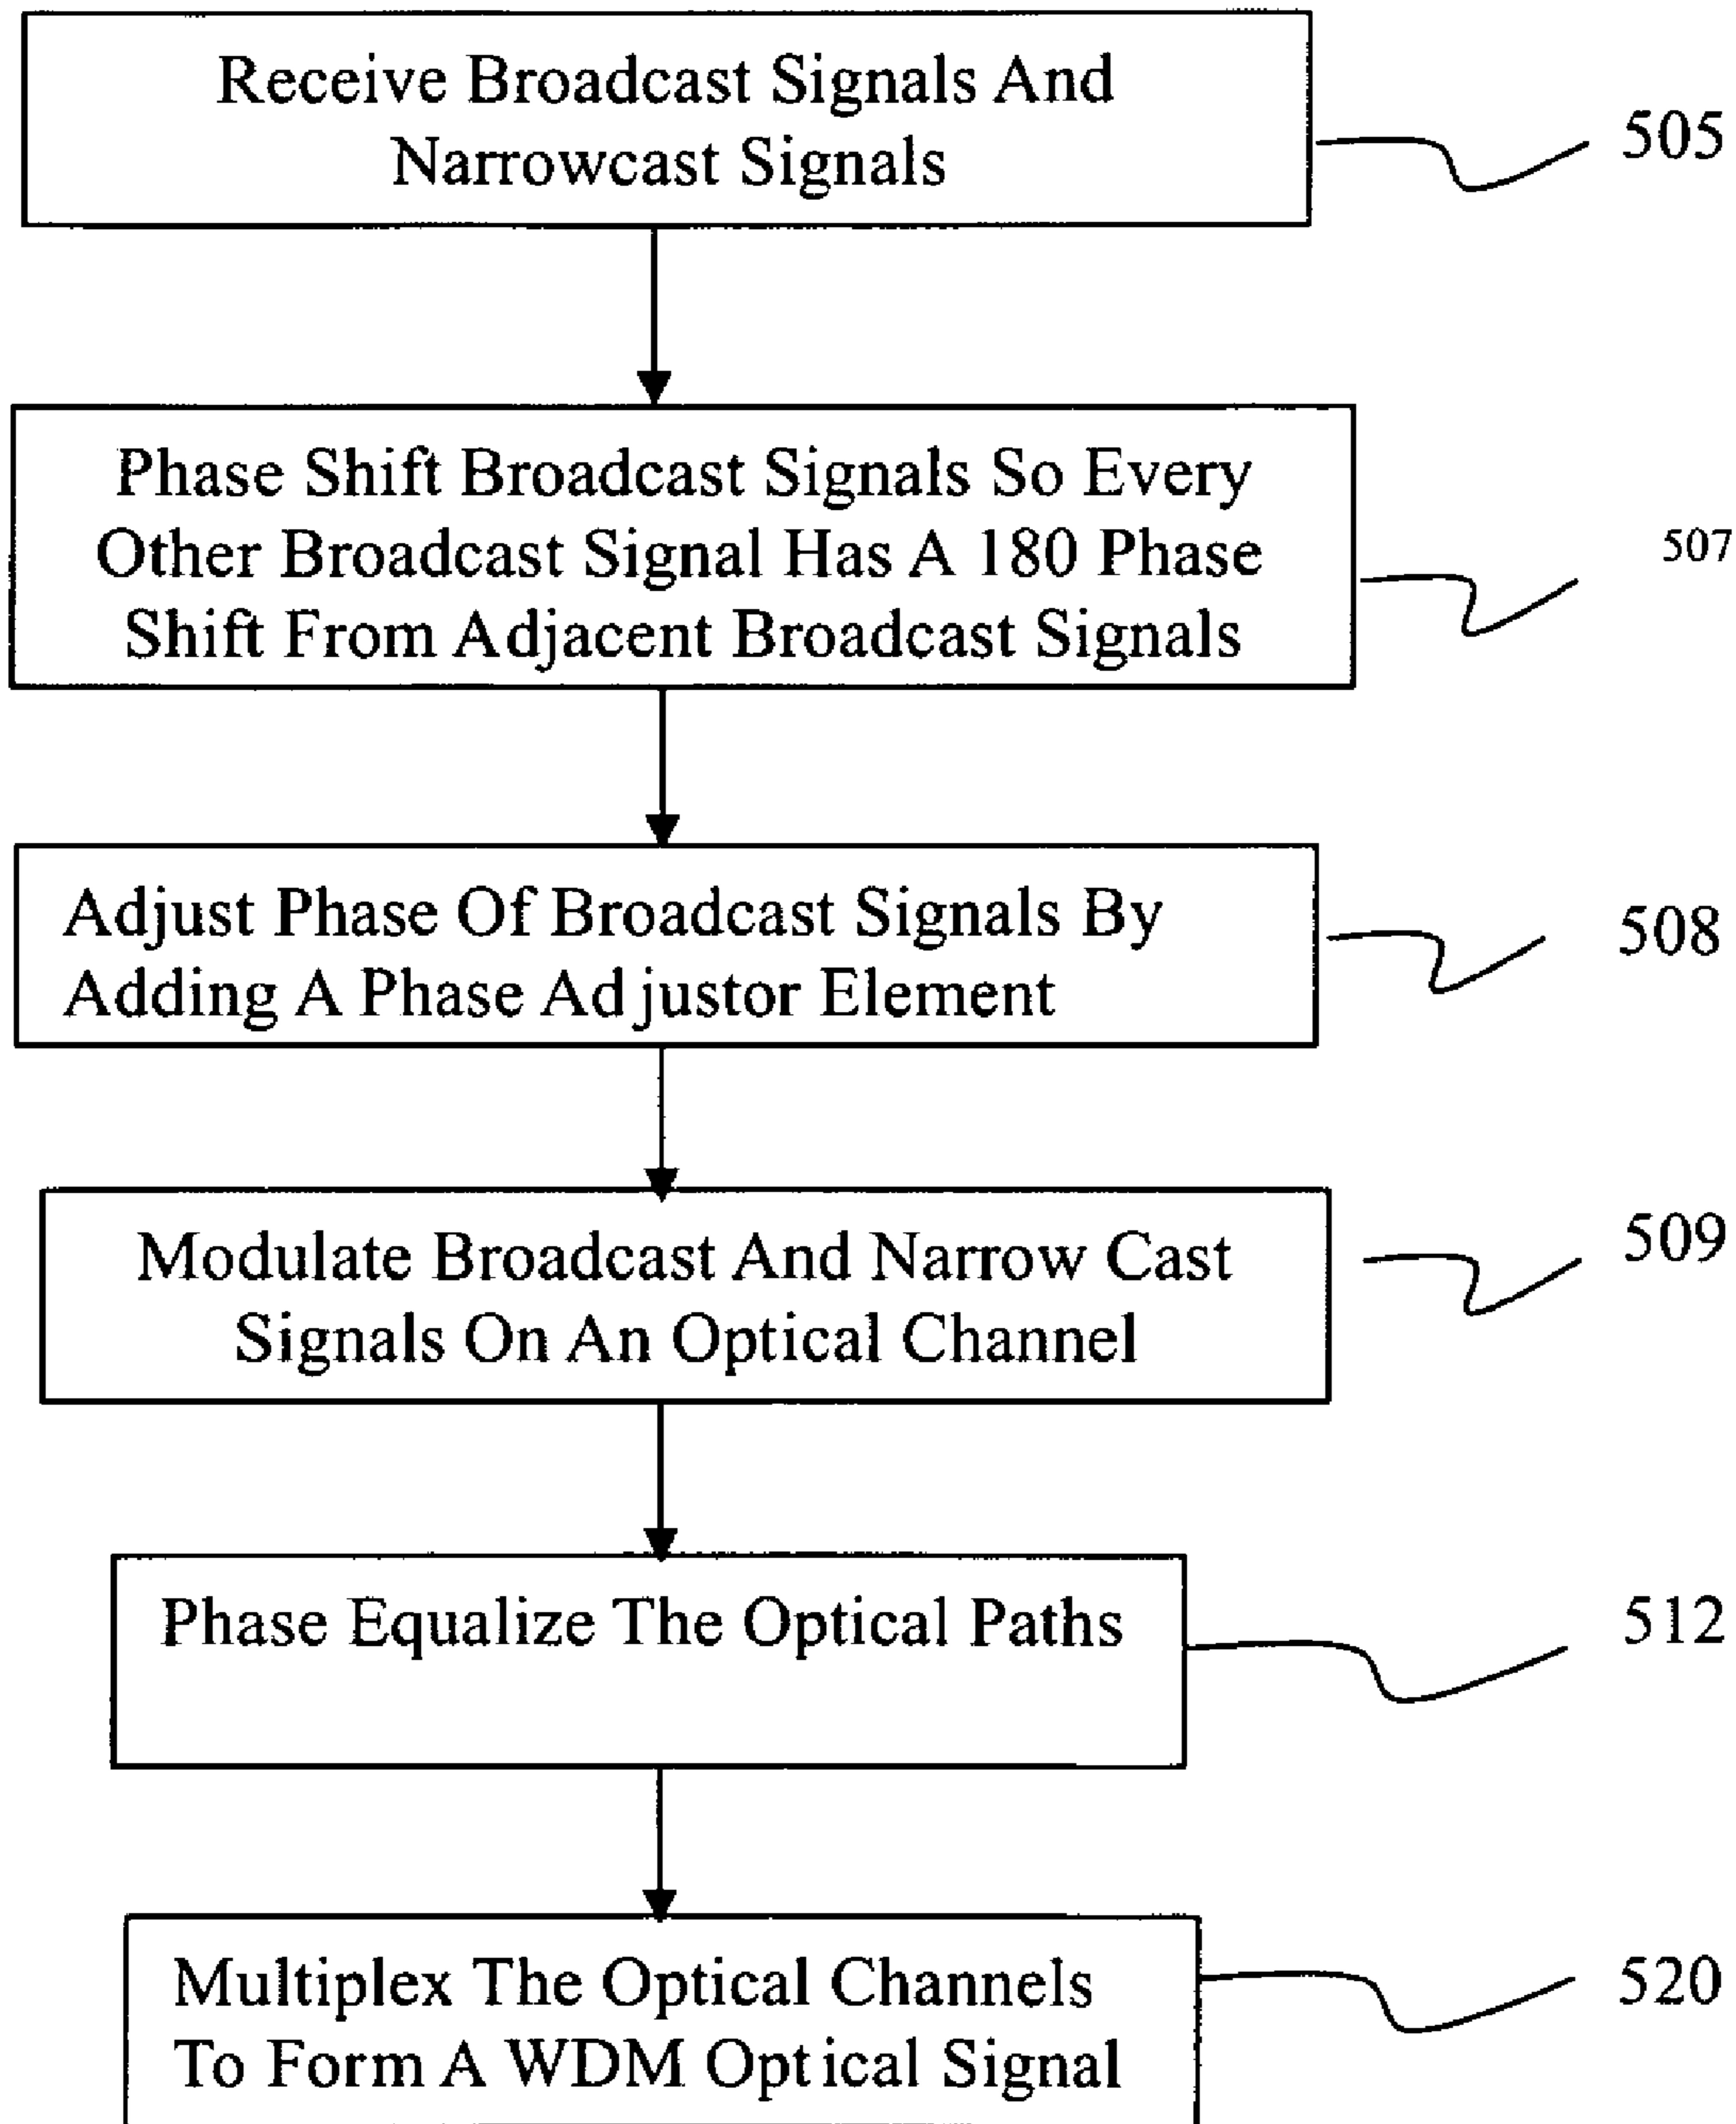 Receive Broadcast Signals And
Narrowcast Signals
505
Phase Shift Broadcast Signals So Every
Other Broadcast Signal Has A 180 Phase
Shift From Adjacent Broadcast Signals
507
Adjust Phase Of Broadcast Signals By
Adding A Phase Adjustor Element
508
Modulate Broadcast And Narrow Cast
Signals On An Optical Channel
509
Phase Equalize The Optical Paths
512
Multiplex The Optical Channels
To Form A WDM Optical Signal
520